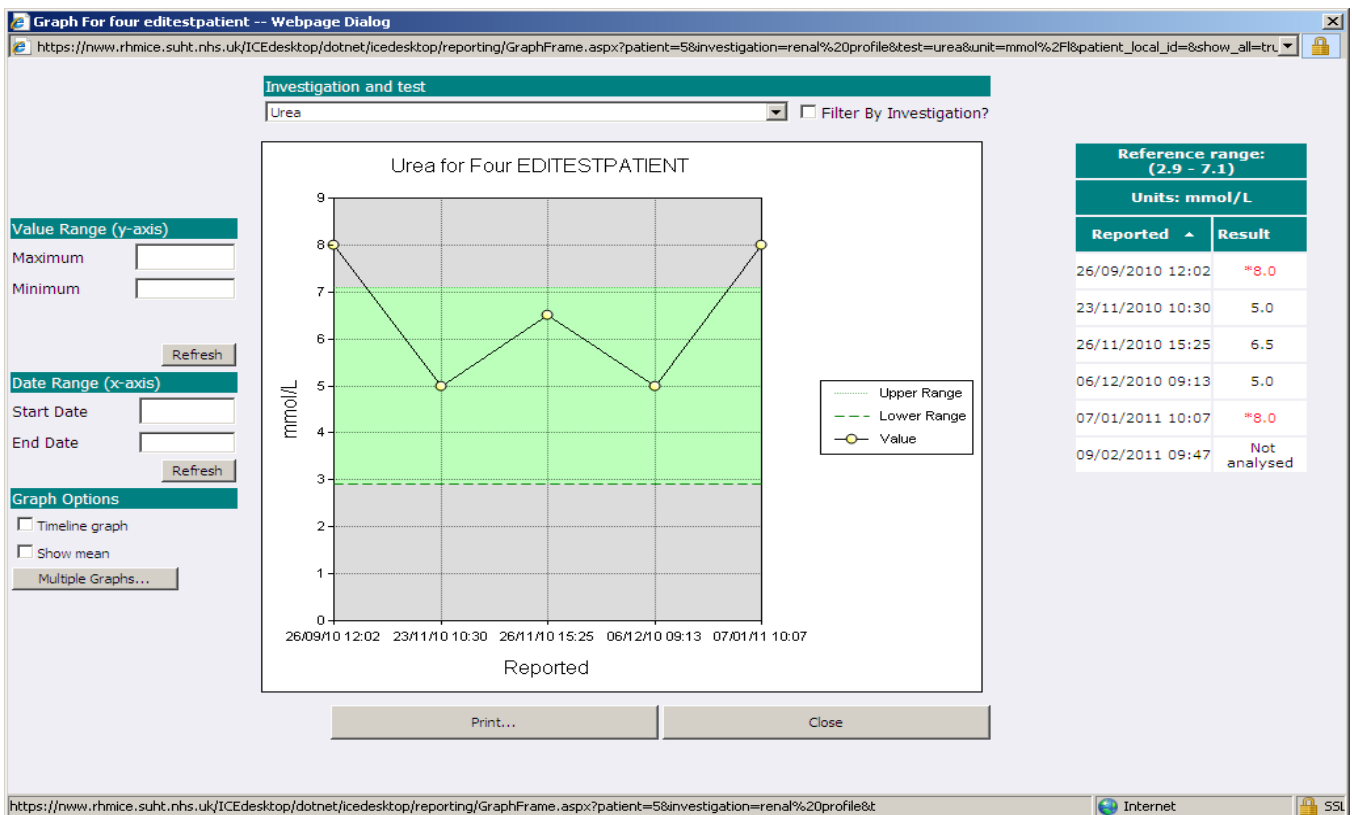 Graph For four editestpatient -- Webpage Dialog
https://nww.rhmice.suht.nhs.uk/ICEdesktop/dotnet/icedesktop/reporting/GraphFrame.aspx?patient=5&investigation=renal%20profile&test=urea&unit=mmol%2Fl&patient_local_id=&show_all=tru
Investigation and test
Urea
Filter By Investigation?
Value Range (y-axis)
Maximum
Minimum
Refresh
Date Range (x-axis)
Start Date
End Date
Refresh
Graph Options
Timeline graph
Show mean
Multiple Graphs...
Urea for Four EDITESTPATIENT
9
8
7
6
5
4
3
2
1
0
mmol/L
26/09/10 12:02 23/11/10 10:30 26/11/10 15:25 06/12/10 09:13 07/01/11 10:07
Reported
Upper Range
Lower Range
Value
Reference range:
(2.9 - 7.1)
Units: mmol/L
Reported Result
26/09/2010 12:02 *8.0
23/11/2010 10:30 5.0
26/11/2010 15:25 6.5
06/12/2010 09:13 5.0
07/01/2011 10:07 *8.0
09/02/2011 09:47 Not
analysed
Print...
Close
https://nww.rhmice.suht.nhs.uk/ICEdesktop/dotnet/icedesktop/reporting/GraphFrame.aspx?patient=5&investigation=renal%20profile&t
Internet
SSL